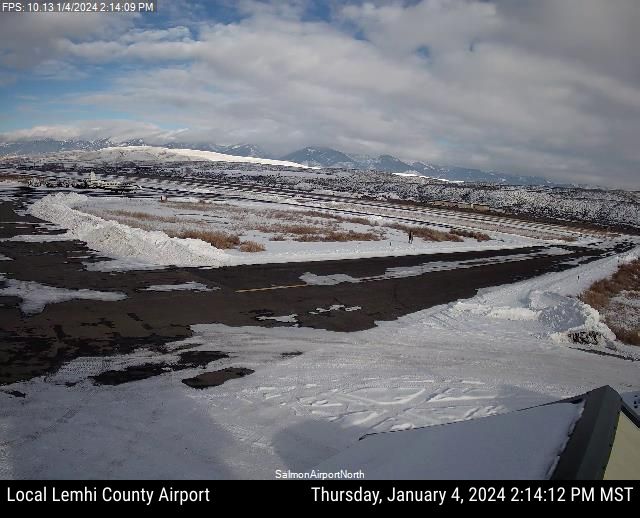 FPS: 10.13 1/4/2024 2:14:09 PM
SalmonAirportNorth
Local Lemhi County Airport Thursday, January 4, 2024 2:14:12 PM MST